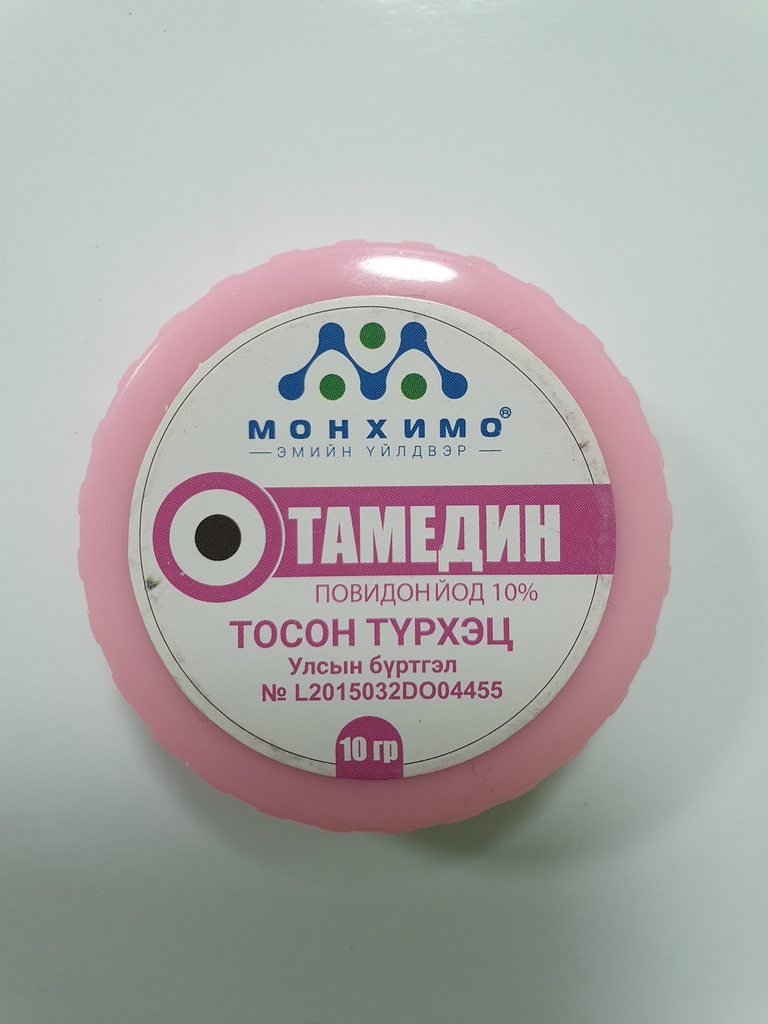 МОНХИМО®
ЭМИЙН ҮЙЛДВЭР
ТАМЕДИН
ПОВИДОН ЙОД 10%
ТОСОН ТҮРХЭЦ
Улсын бүртгэл
№ L2015032DO04455
10 гр